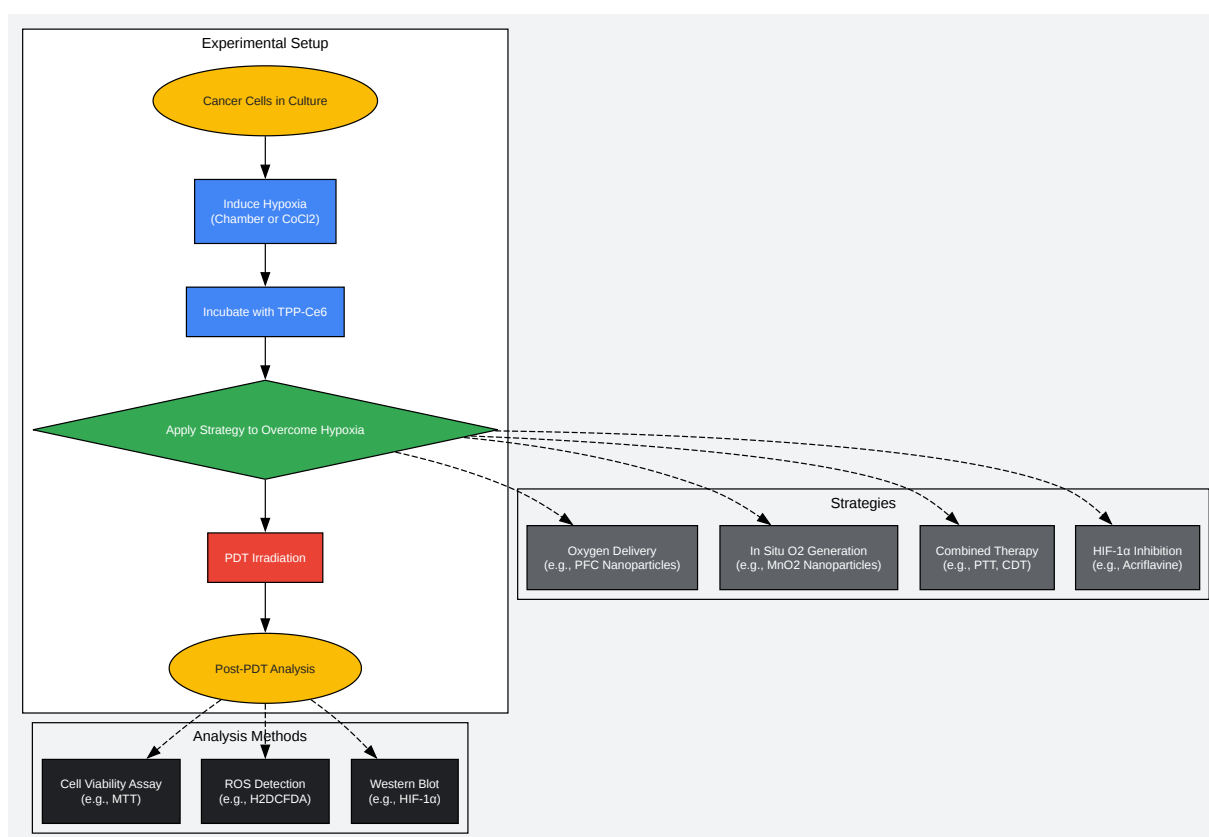 Experimental Setup
Cancer Cells in Culture
Induce Hypoxia
(Chamber or CoCl2)
Incubate with TPP-Ce6
Apply Strategy to Overcome Hypoxia
PDT Irradiation
Post-PDT Analysis
Strategies
Oxygen Delivery
(e.g., PFC Nanoparticles)
In Situ O2 Generation
(e.g., MnO2 Nanoparticles)
Combined Therapy
(e.g., PTT, CDT)
HIF-1α Inhibition
(e.g., Acriflavine)
Analysis Methods
Cell Viability Assay
(e.g., MTT)
ROS Detection
(e.g., H2DCFDA)
Western Blot
(e.g., HIF-1α)